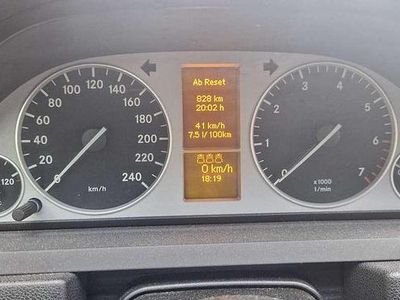 Ab Reset
828 km
20:02 h
41 km/h
7.5 l/100km
0 km/h
18:19
0
20
40
60
80
100
120
140
160
180
200
220
240
km/h
1
2
3
4
5
6
7
x1000
1/min
120